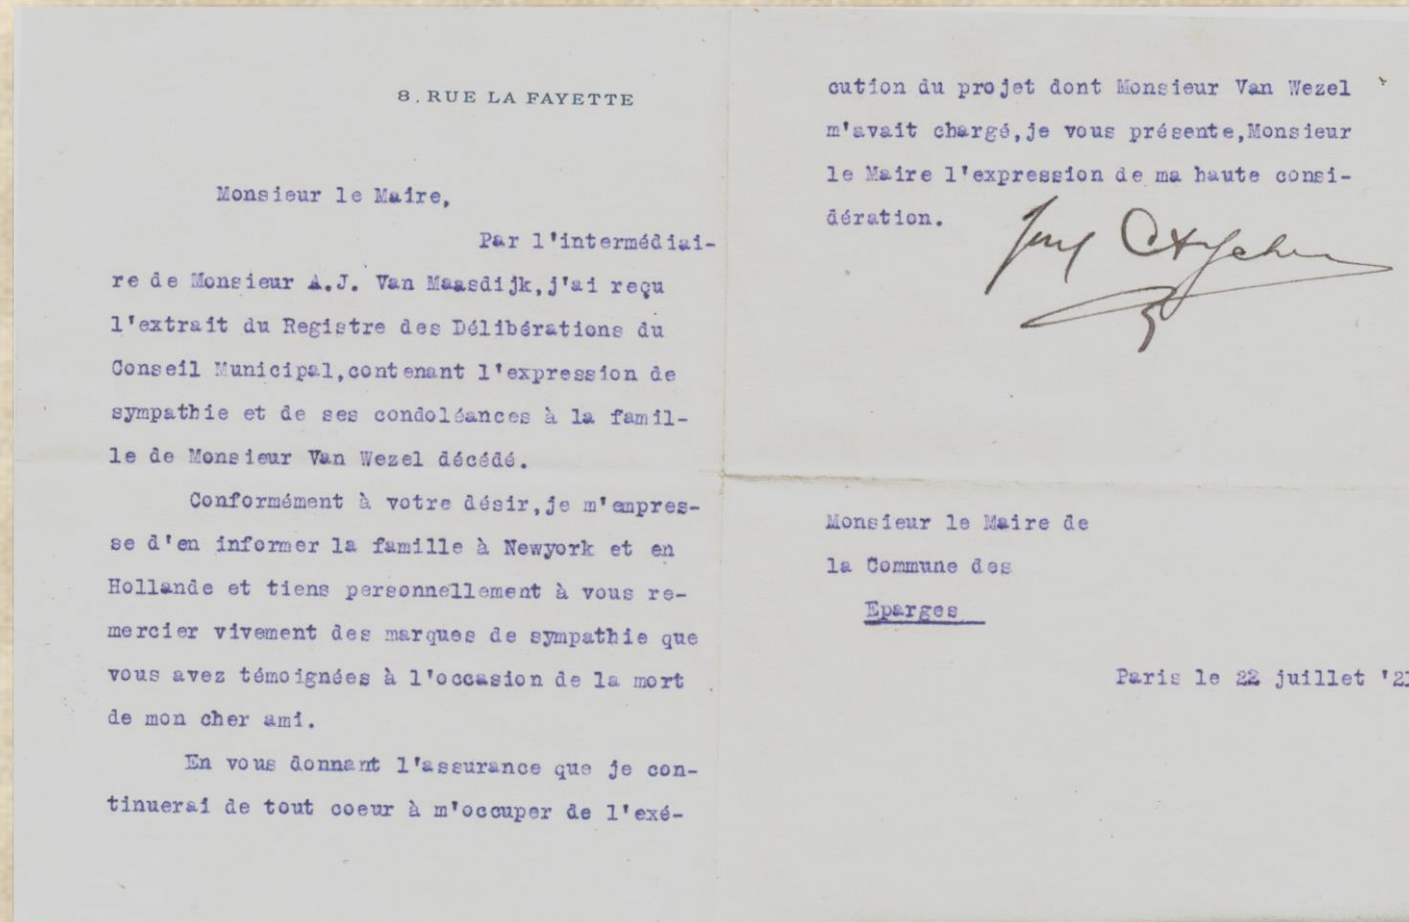 8, RUE LA FAYETTE
Monsieur le Maire,
Par l'intermédiai-
re de Monsieur A.J. Van Maasdijk,j'ai reçu
l'extrait du Registre des Délibérations du
Conseil Municipal,contenant l'expression de
sympathie et de ses condoléances à la famil-
le de Monsieur Van Wezel décédé.
Conformément à votre désir,je m'empres-
se d'en informer la famille à Newyork et en
Hollande et tiens personnellement à vous re-
mercier vivement des marques de sympathie que
vous avez témoignées à l'occasion de la mort
de mon cher ami.
En vous donnant l'assurance que je con-
tinuerai de tout coeur à m'occuper de l'exé-
cution du projet dont Monsieur Van Wezel
m'avait chargé,je vous présente,Monsieur
le Maire l'expression de ma haute consi-
dération.
Monsieur le Maire de
la Commune des
Eparges
Paris le 22 juillet '21